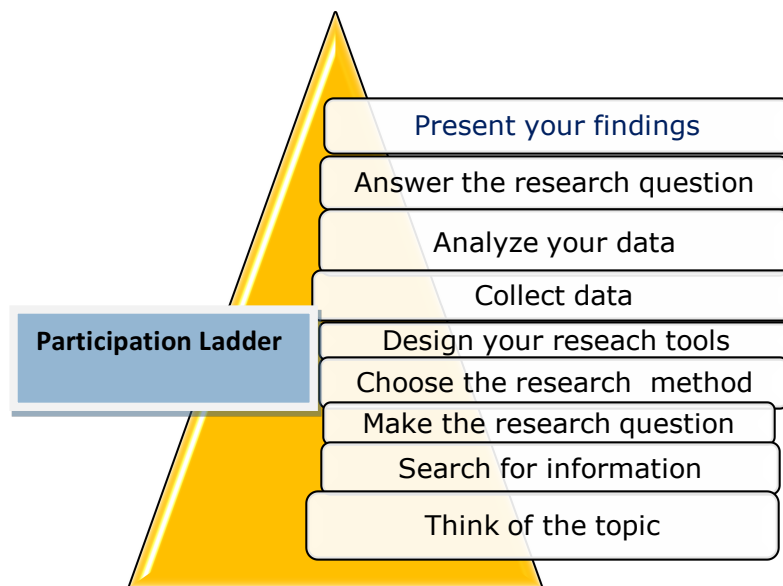 Present your findings
Answer the research question
Analyze your data
Collect data
Participation Ladder
Design your reseach tools
Choose the research method
Make the research question
Search for information
Think of the topic